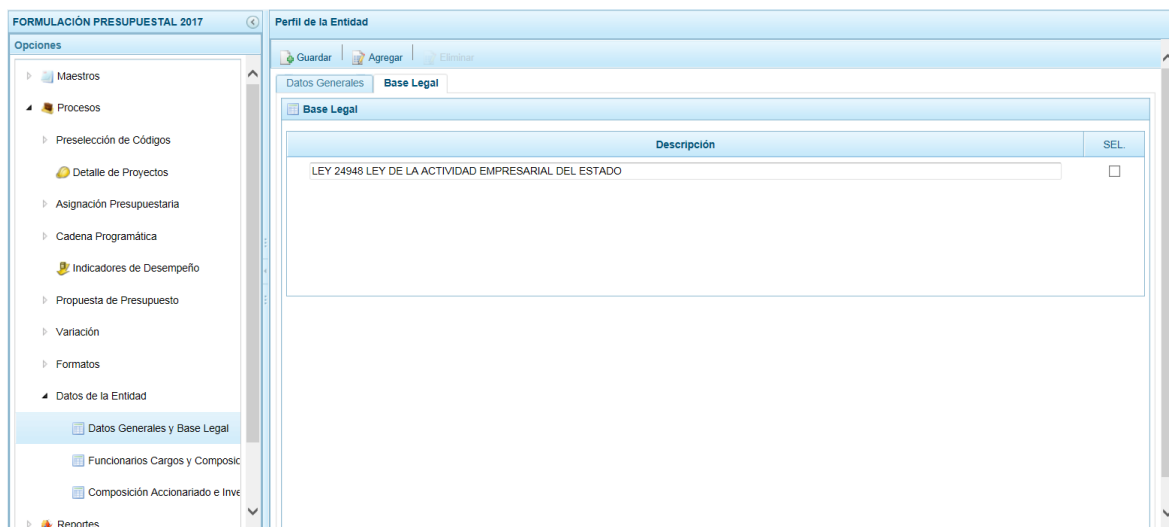 FORMULACIÓN PRESUPUESTAL 2017
Opciones
Maestros
Procesos
Preselección de Códigos
Detalle de Proyectos
Asignación Presupuestaria
Cadena Programática
Indicadores de Desempeño
Propuesta de Presupuesto
Variación
Formatos
Datos de la Entidad
Datos Generales y Base Legal
Funcionarios Cargos y Composic
Composición Accionariado e Inve
Reportes
Perfil de la Entidad
Guardar Agregar Eliminar
Datos Generales Base Legal
Base Legal
Descripción SEL.
LEY 24948 LEY DE LA ACTIVIDAD EMPRESARIAL DEL ESTADO